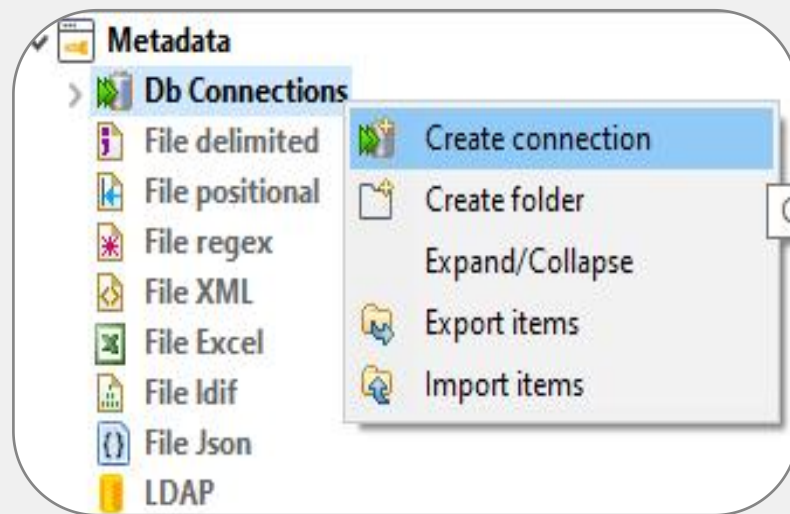 Metadata
Db Connections
File delimited
File positional
File regex
File XML
File Excel
File ldif
File Json
LDAP
Create connection
Create folder
Expand/Collapse
Export items
Import items